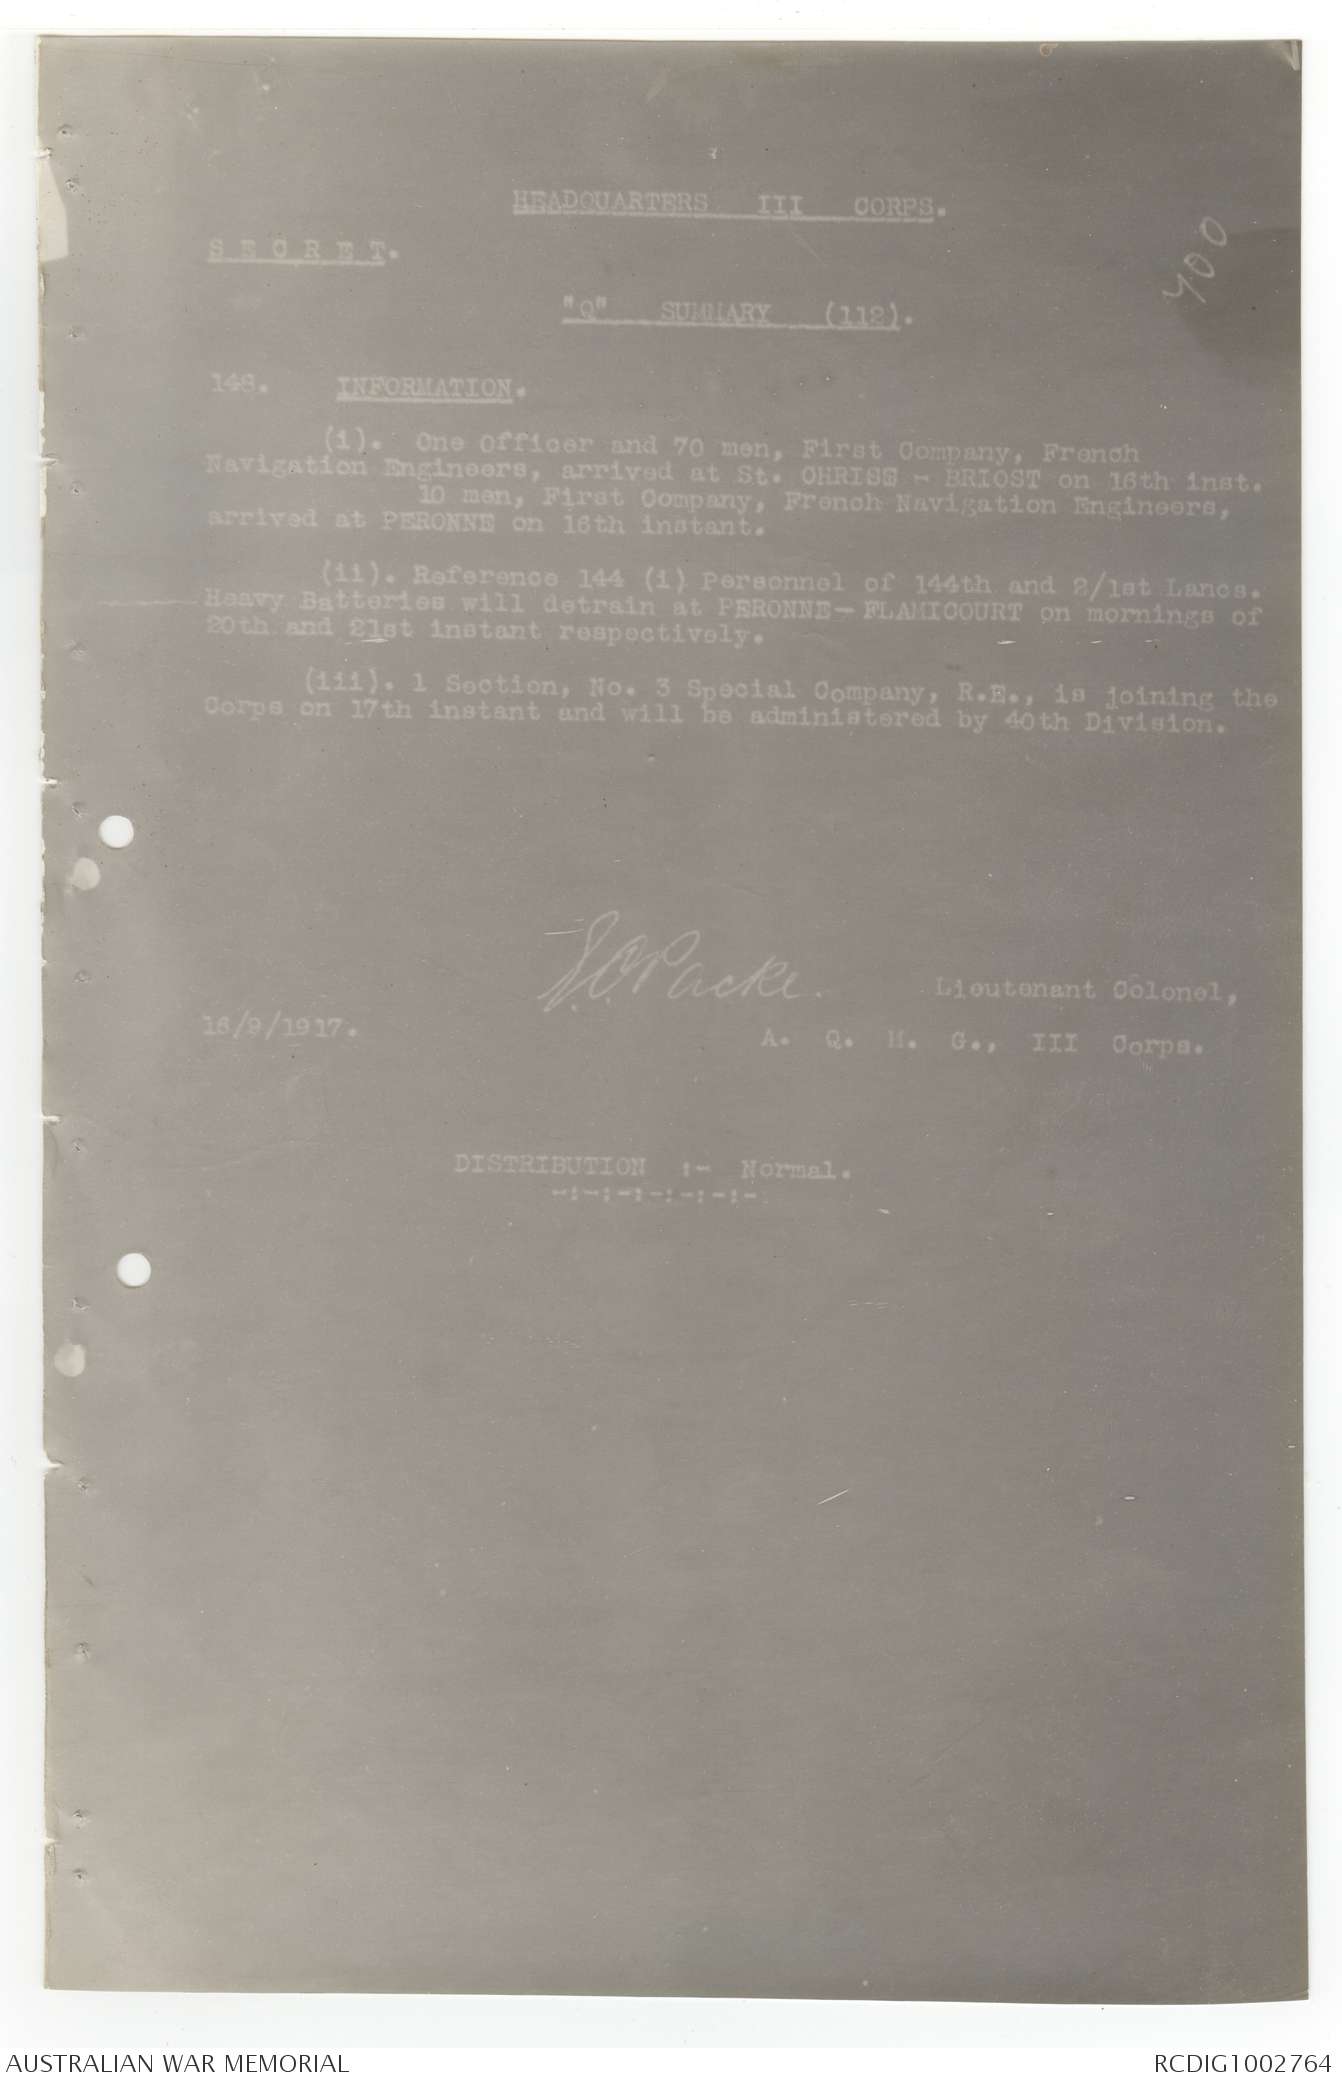 HEADQUARTERS III CORPS.
400
S E C R E T.
"Q" SUMMARY (112).
148. INFORMATION.
(i). One Officer and 70 men, First Company, French
Navigation Engineers, arrived at St. CHRISE - BRIOST on 16th inst.
10 men, First Company, French Navigation Engineers,
arrived at PERONNE on 16th instant.
(ii). Reference 144 (i) Personnel of 144th and 2/1st Lancs.
Heavy Batteries will detrain at PERONNE- FLAMICOURT on mornings of
20th and 21st instant respectively.
(iii). 1 Section, No. 3 Special Company, R.E., is joining the
Corps on 17th instant and will be administered by 40th Division.
Packe.
Lieutenant Colonel,
16/9/1917.
A. Q. M. G., III Corps.
DISTRIBUTION :- Normal.
-:-:-:-:-:-:-
AUSTRALIAN WAR MEMORIAL
RCDIG1002764